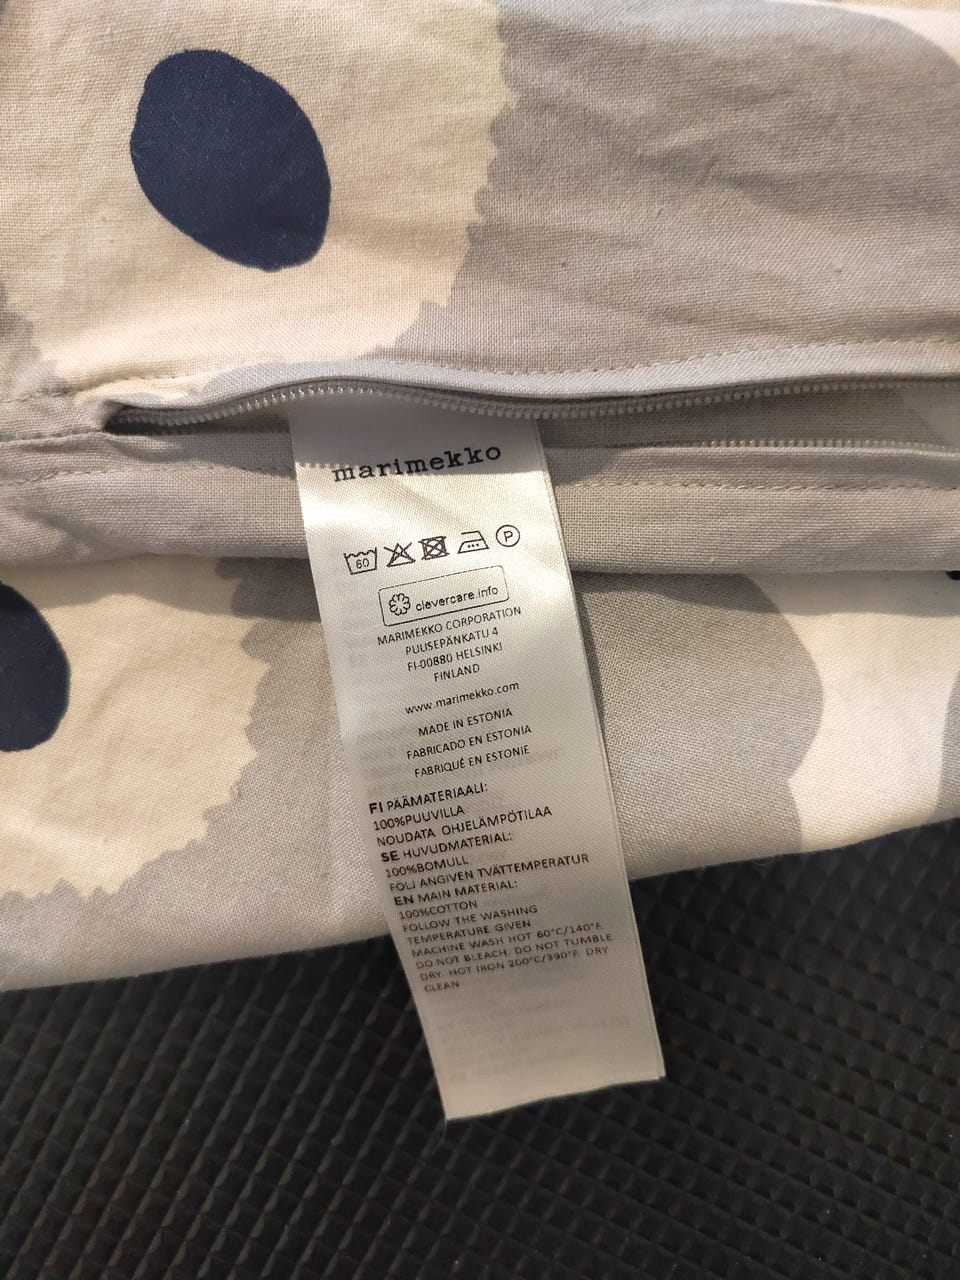 marimekko
60 P
clevercare.info
MARIMEKKO CORPORATION
PUUSEPÄNKATU 4
FI-00880 HELSINKI
FINLAND
www.marimekko.com
MADE IN ESTONIA
FABRICADO EN ESTONIA
FABRIQUÉ EN ESTONIE
FI PÄÄMATERIAALI:
100%PUUVILLA
NOUDATA OHJELÄMPÖTILAA
SE HUVUDMATERIAL:
100%BOMULL
FÖLJ ANGIVEN TVÄTTEMPERATUR
EN MAIN MATERIAL:
100%COTTON
FOLLOW THE WASHING
TEMPERATURE GIVEN
MACHINE WASH HOT 60°C/140°F.
DO NOT BLEACH. DO NOT TUMBLE
DRY. HOT IRON 200°C/390°F. DRY
CLEAN